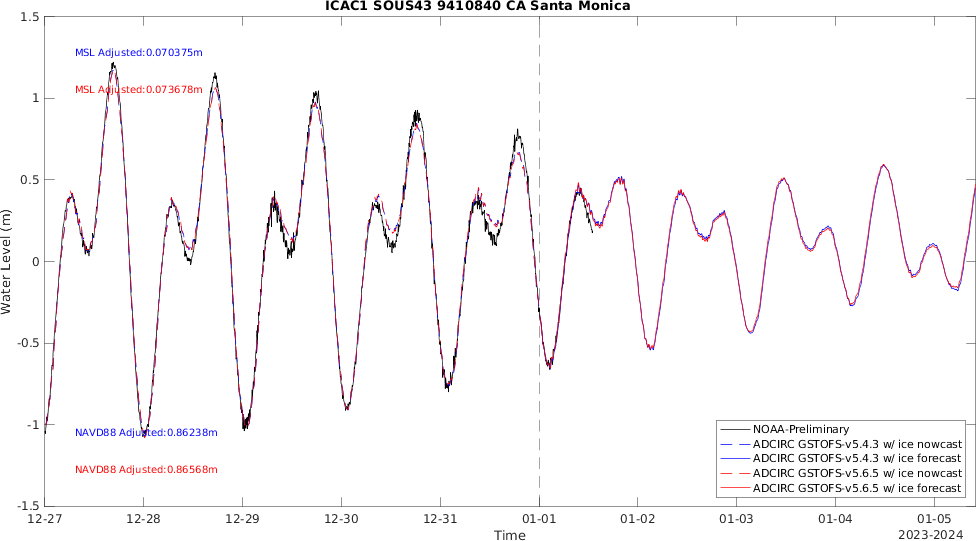 ICAC1 SOUS43 9410840 CA Santa Monica
1.5
MSL Adjusted:0.070375m
MSL Adjusted:0.073678m
1
0.5
0
-0.5
-1
-1.5
Water Level (m)
NAVD88 Adjusted:0.86238m
NAVD88 Adjusted:0.86568m
NOAA-Preliminary
ADCIRC GSTOFS-v5.4.3 w/ ice nowcast
ADCIRC GSTOFS-v5.4.3 w/ ice forecast
ADCIRC GSTOFS-v5.6.5 w/ ice nowcast
ADCIRC GSTOFS-v5.6.5 w/ ice forecast
12-27 12-28 12-29 12-30 12-31 01-01 01-02 01-03 01-04 01-05
Time
2023-2024